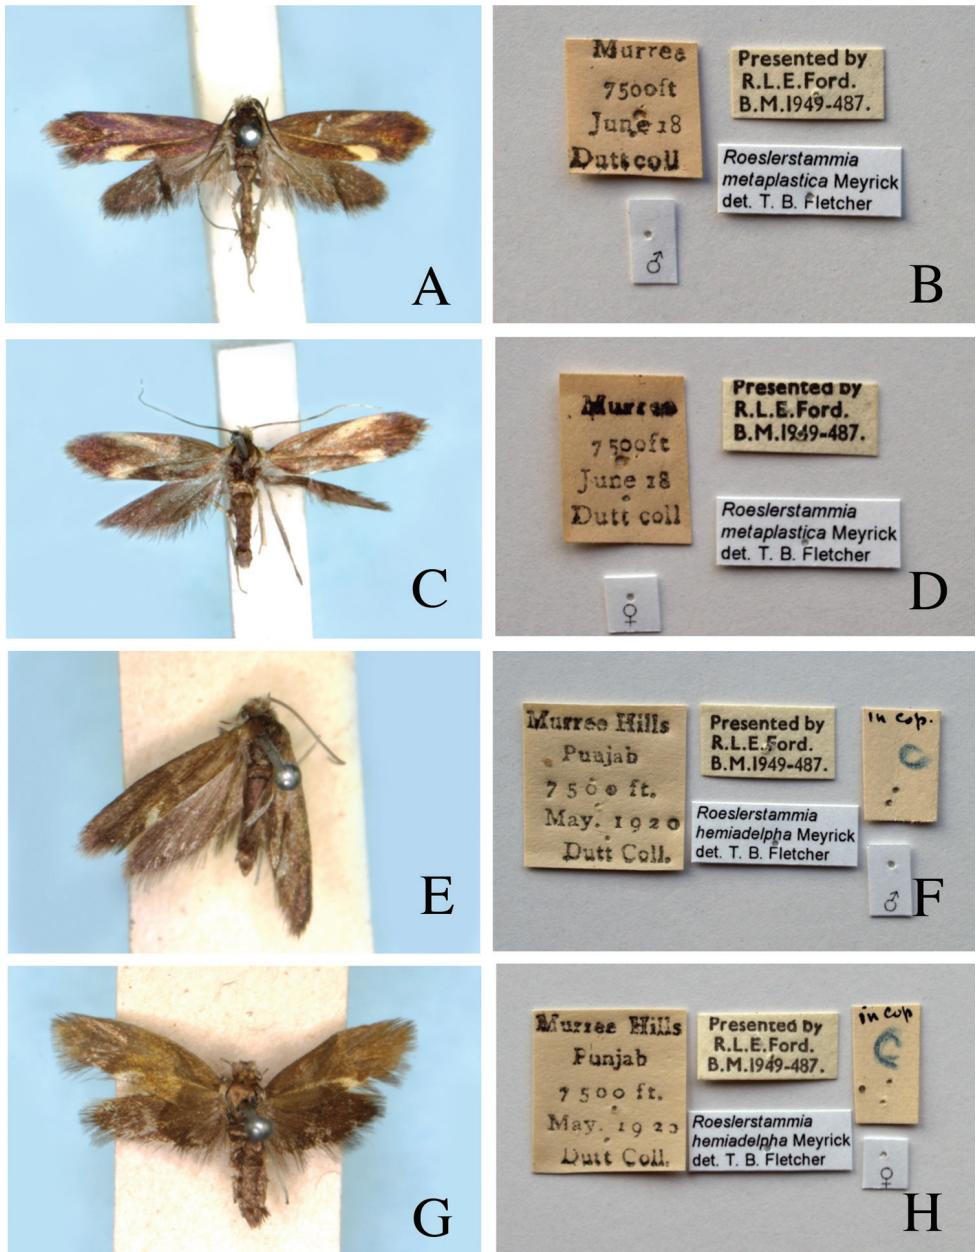 A
Murree
7500ft
June 18
Dutt coll
Presented by
R.L.E.Ford.
B.M.1949-487.
Roeslerstammia
metaplastica Meyrick
det. T. B. Fletcher
♂
B
C
Murree
7500ft
June 18
Dutt coll
Presented by
R.L.E.Ford.
B.M.1949-487.
Roeslerstammia
metaplastica Meyrick
det. T. B. Fletcher
♀
D
E
Murree Hills
Punjab
7500 ft.
May. 1920
Dutt Coll.
Presented by
R.L.E.Ford.
B.M.1949-487.
Roeslerstammia
hemiadelpha Meyrick
det. T. B. Fletcher
in cop.
C
♂
F
G
Murree Hills
Punjab
7500 ft.
May. 1920
Dutt Coll.
Presented by
R.L.E.Ford.
B.M.1949-487.
Roeslerstammia
hemiadelpha Meyrick
det. T. B. Fletcher
in cop
C
♀
H